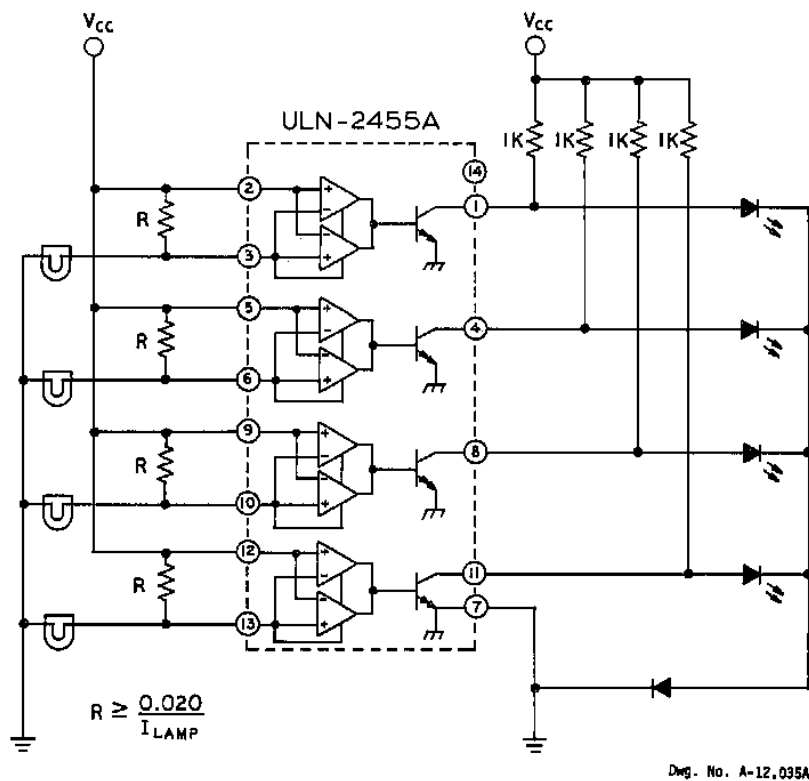 VCC
VCC
ULN-2455A
1K 1K 1K 1K
14
2
1
R
3
5
4
R
6
9
8
R
10
12
11
R
7
13
R ≥ 0.020
ILAMP
Dwg. No. A-12,035A